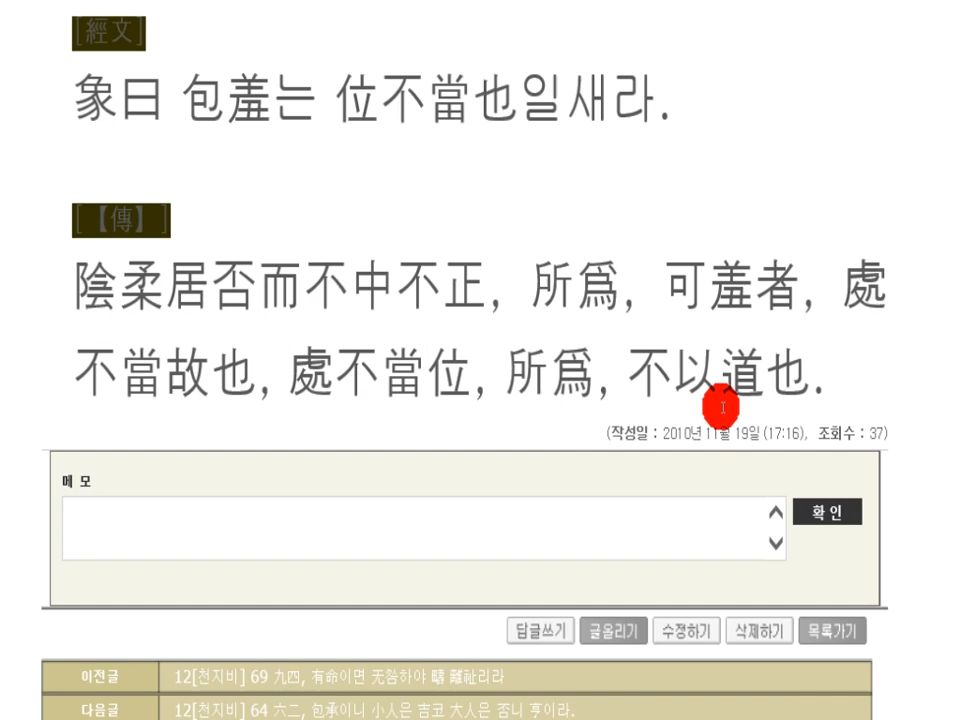 [經文]
象曰 包羞는 位不當也일새라.
[【傳】]
陰柔居否而不中不正, 所爲, 可羞者, 處
不當故也, 處不當位, 所爲, 不以道也.
(작성일 : 2010년 11월 19일 (17:16), 조회수 : 37)
메 모
확 인
답글쓰기 글올리기 수정하기 삭제하기 목록가기
이전글 12[천지비] 69 九四, 有命이면 无咎하야 疇 離祉리라
다음글 12[천지비] 64 六二, 包承이니 小人은 吉코 大人은 否니 亨이라.